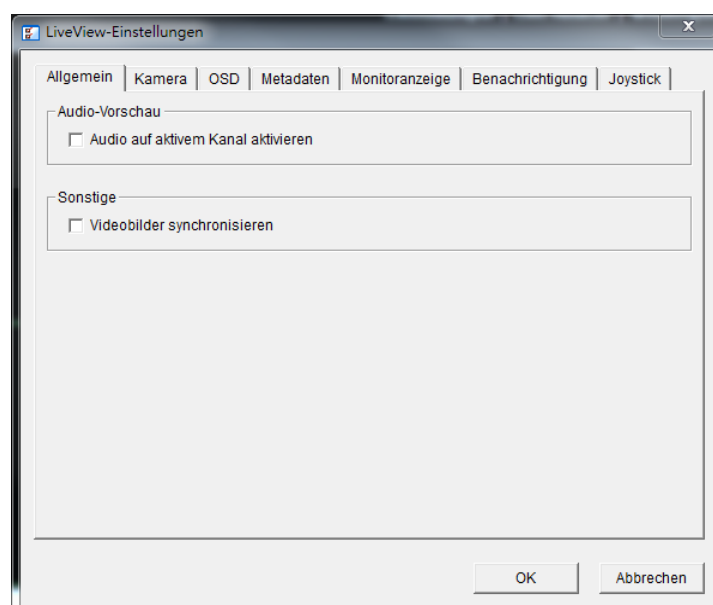 LiveView-Einstellungen
Allgemein Kamera OSD Metadaten Monitoranzeige Benachrichtigung Joystick
Audio-Vorschau
Audio auf aktivem Kanal aktivieren
Sonstige
Videobilder synchronisieren
OK Abbrechen